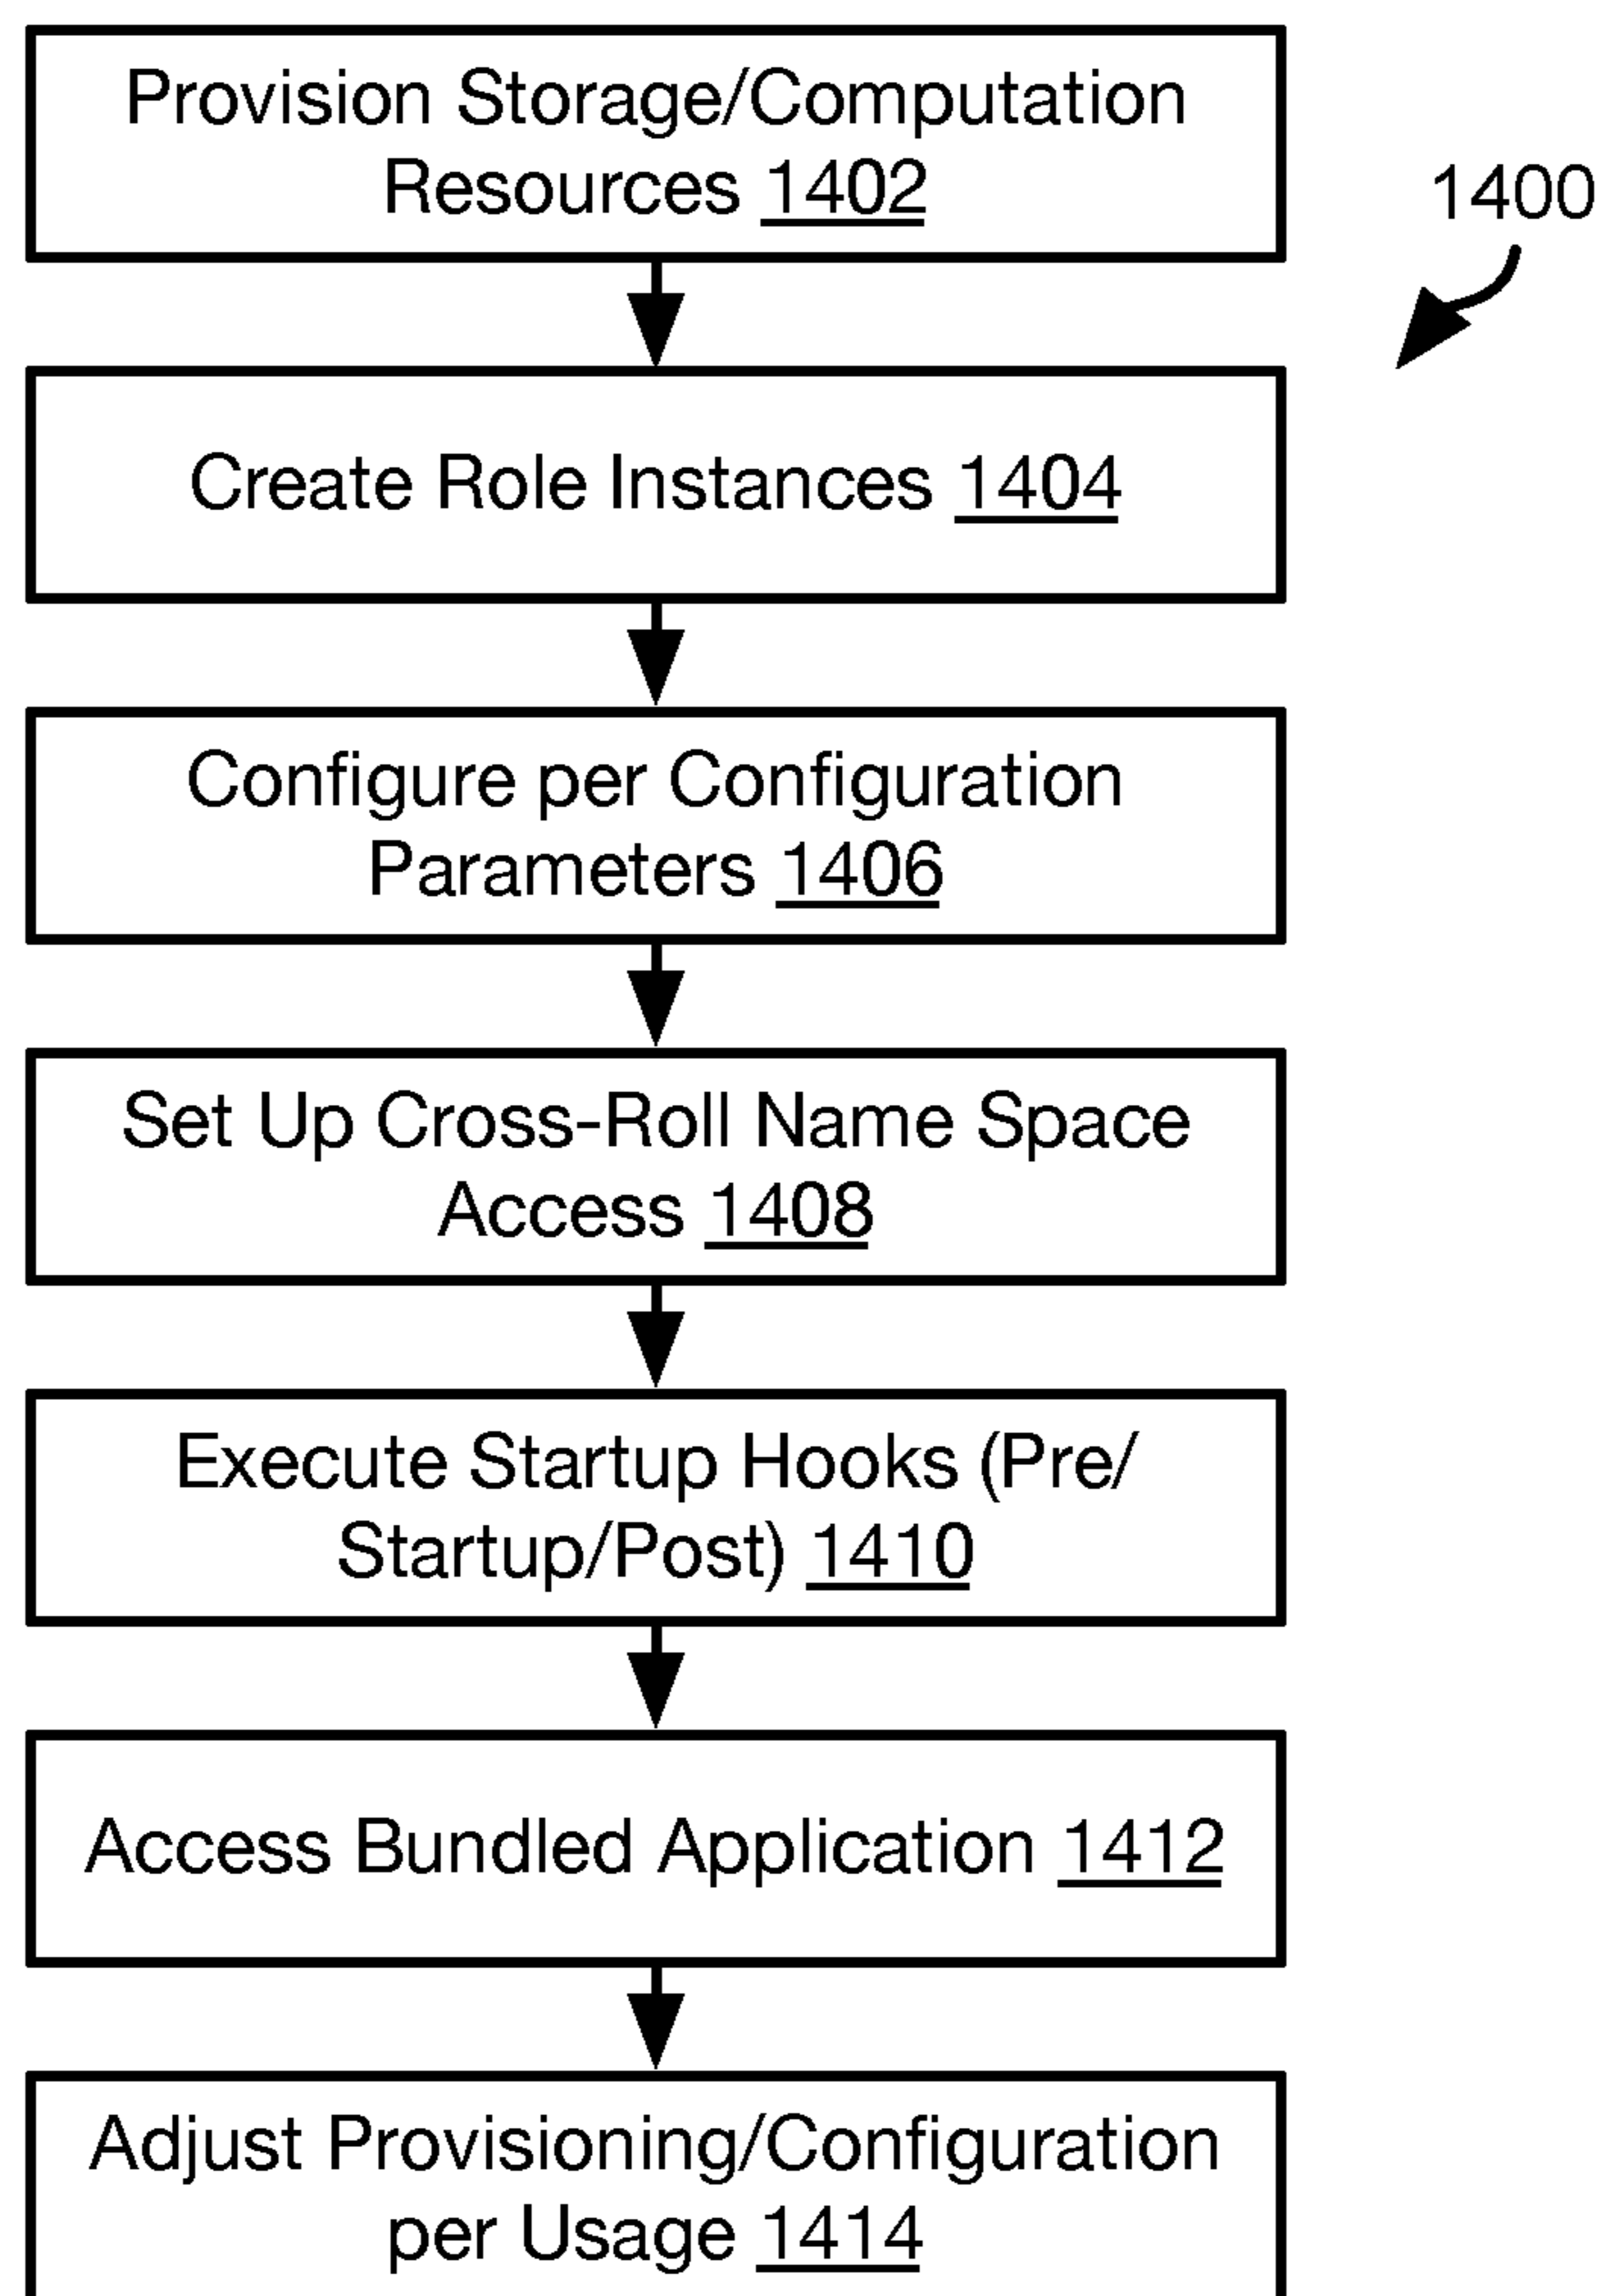 Provision Storage/Computation
Resources 1402
1400
Create Role Instances 1404
Configure per Configuration
Parameters 1406
Set Up Cross-Roll Name Space
Access 1408
Execute Startup Hooks (Pre/
Startup/Post) 1410
Access Bundled Application 1412
Adjust Provisioning/Configuration
per Usage 1414